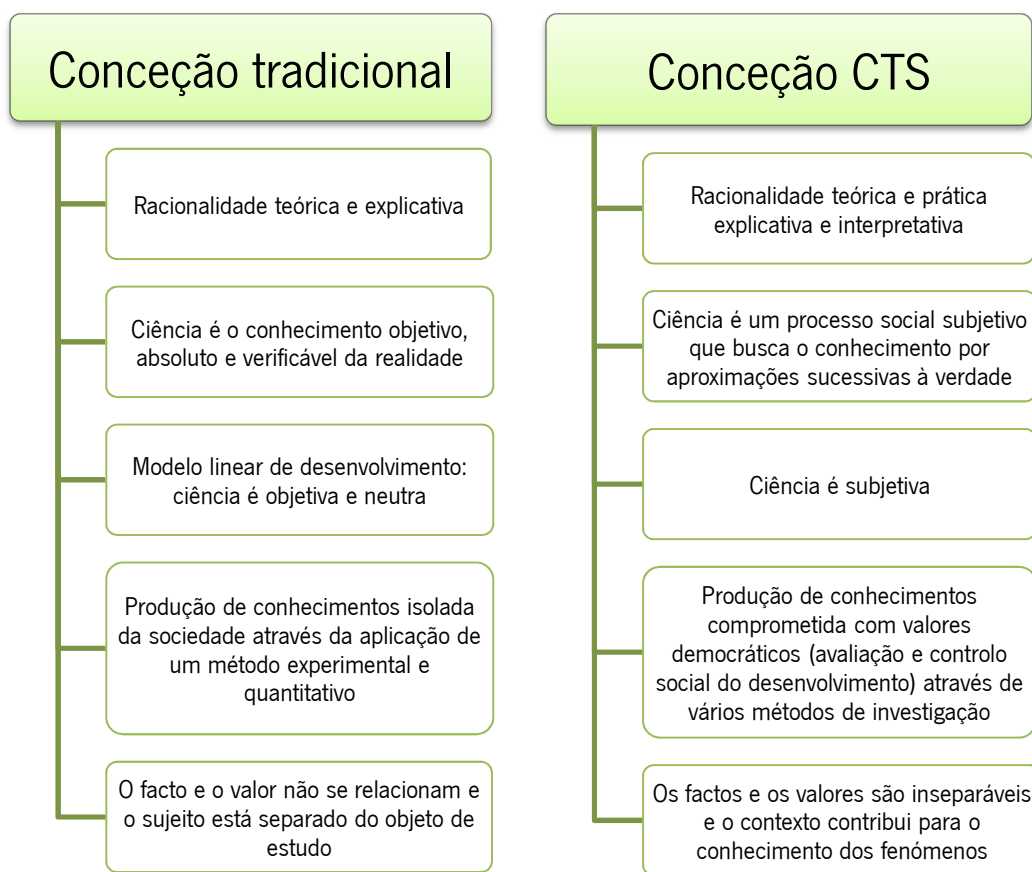 Conceção tradicional
Racionalidade teórica e explicativa
Ciência é o conhecimento objetivo,
absoluto e verificável da realidade
Modelo linear de desenvolvimento:
ciência é objetiva e neutra
Produção de conhecimentos isolada
da sociedade através da aplicação de
um método experimental e
quantitativo
O facto e o valor não se relacionam e
o sujeito está separado do objeto de
estudo
Conceção CTS
Racionalidade teórica e prática
explicativa e interpretativa
Ciência é um processo social subjetivo
que busca o conhecimento por
aproximações sucessivas à verdade
Ciência é subjetiva
Produção de conhecimentos
comprometida com valores
democráticos (avaliação e controlo
social do desenvolvimento) através de
vários métodos de investigação
Os factos e os valores são inseparáveis
e o contexto contribui para o
conhecimento dos fenómenos